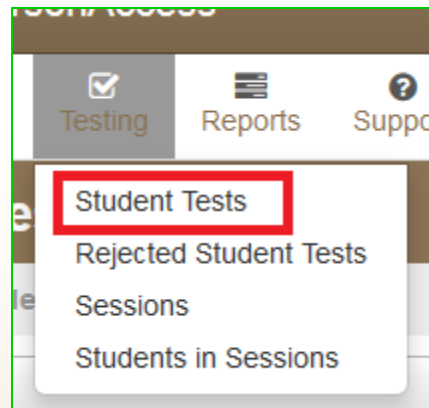 Testing Reports
Student Tests
Rejected Student Tests
Sessions
Students in Sessions